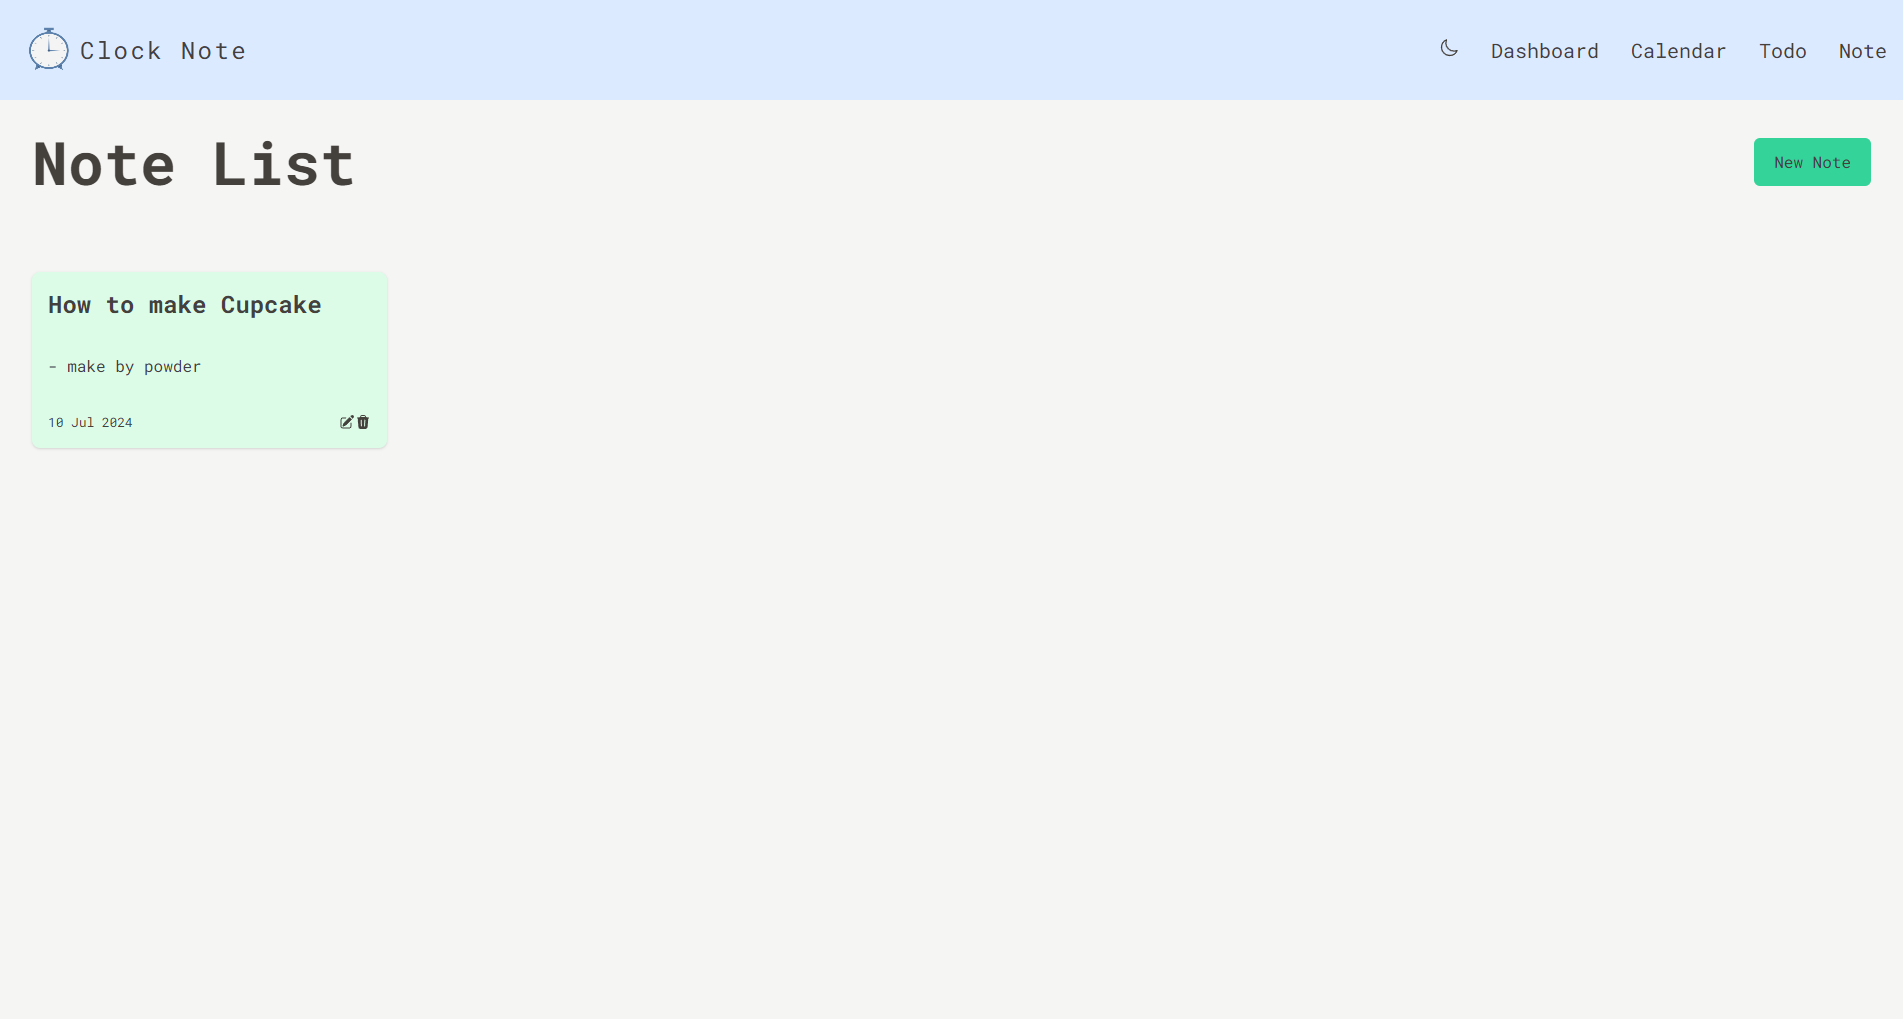 Clock Note
Dashboard Calendar Todo Note
Note List
New Note
How to make Cupcake
- make by powder
10 Jul 2024